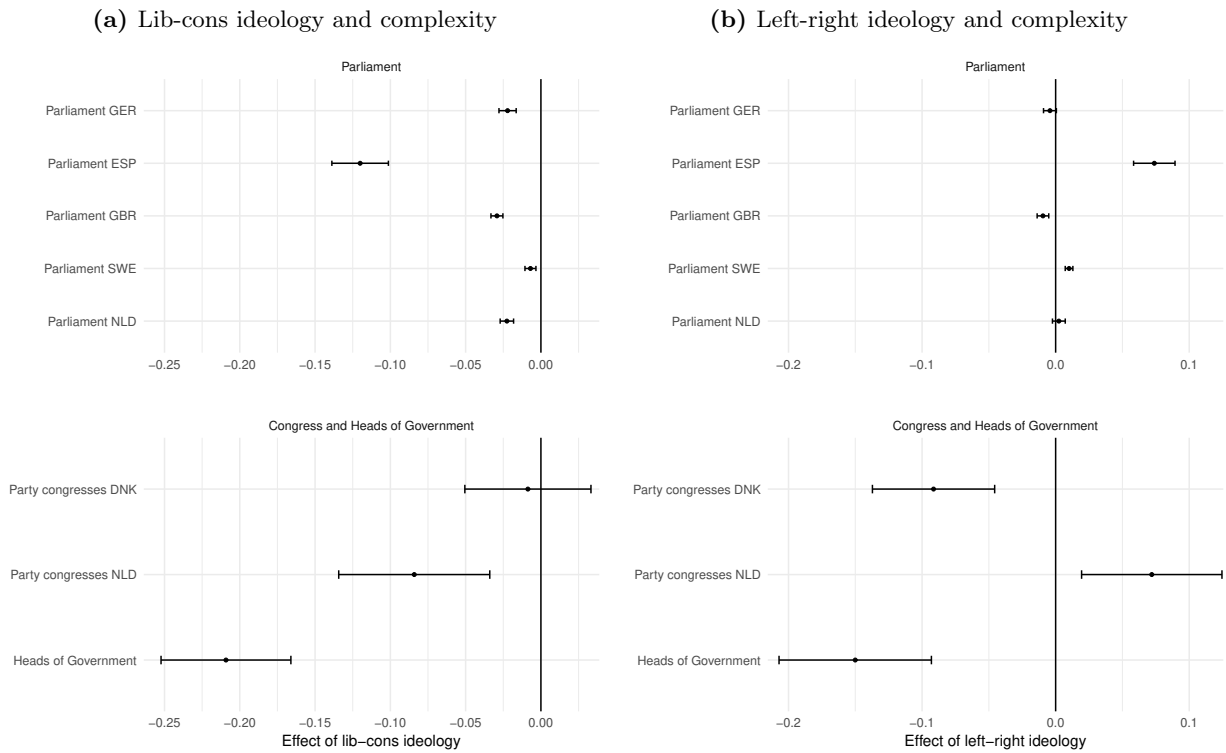 (a) Lib-cons ideology and complexity
Parliament
Parliament GER
Parliament ESP
Parliament GBR
Parliament SWE
Parliament NLD
−0.25 −0.20 −0.15 −0.10 −0.05 0.00
Congress and Heads of Government
Party congresses DNK
Party congresses NLD
Heads of Government
−0.25 −0.20 −0.15 −0.10 −0.05 0.00
Effect of lib−cons ideology
(b) Left-right ideology and complexity
Parliament
Parliament GER
Parliament ESP
Parliament GBR
Parliament SWE
Parliament NLD
−0.2 −0.1 0.0 0.1
Congress and Heads of Government
Party congresses DNK
Party congresses NLD
Heads of Government
−0.2 −0.1 0.0 0.1
Effect of left−right ideology